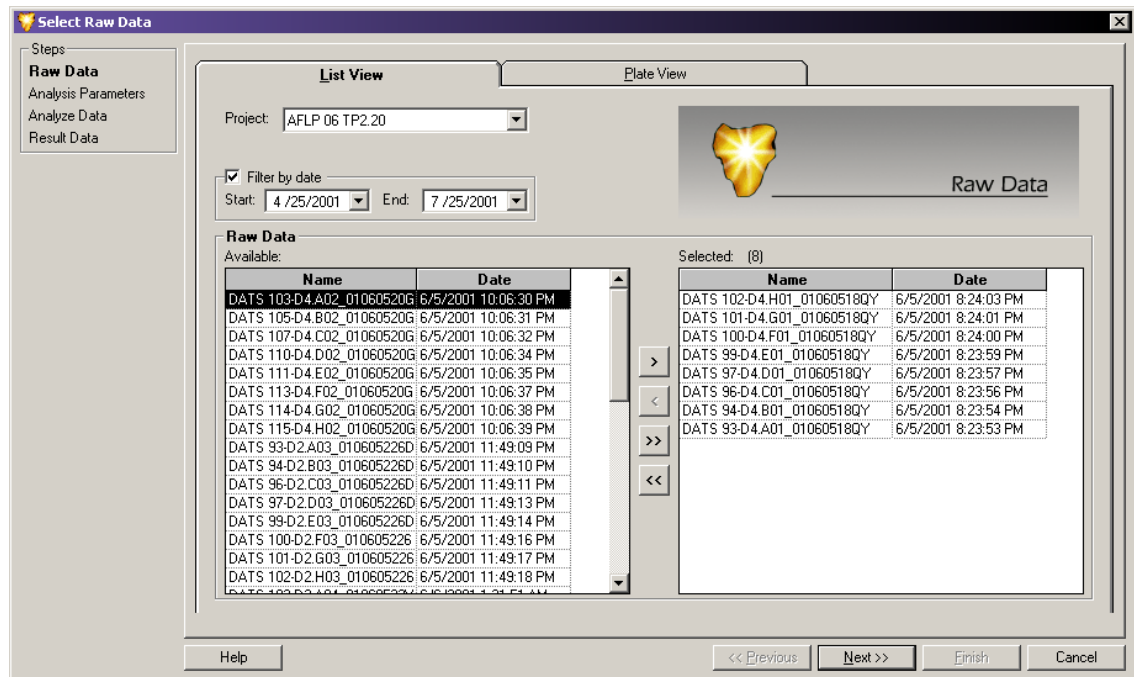 Select Raw Data
Steps
Raw Data
Analysis Parameters
Analyze Data
Result Data
List View
Plate View
Project: AFLP 06 TP2.20
Filter by date
Start: 4 /25/2001 End: 7 /25/2001
Raw Data
Raw Data
Available:
Name Date
DATS 103-D4.A02_01060520G 6/5/2001 10:06:30 PM
DATS 105-D4.B02_01060520G 6/5/2001 10:06:31 PM
DATS 107-D4.C02_01060520G 6/5/2001 10:06:32 PM
DATS 110-D4.D02_01060520G 6/5/2001 10:06:34 PM
DATS 111-D4.E02_01060520G 6/5/2001 10:06:35 PM
DATS 113-D4.F02_01060520G 6/5/2001 10:06:37 PM
DATS 114-D4.G02_01060520G 6/5/2001 10:06:38 PM
DATS 115-D4.H02_01060520G 6/5/2001 10:06:39 PM
DATS 93-D2.A03_010605226D 6/5/2001 11:49:09 PM
DATS 94-D2.B03_010605226D 6/5/2001 11:49:10 PM
DATS 96-D2.C03_010605226D 6/5/2001 11:49:11 PM
DATS 97-D2.D03_010605226D 6/5/2001 11:49:13 PM
DATS 99-D2.E03_010605226D 6/5/2001 11:49:14 PM
DATS 100-D2.F03_010605226 6/5/2001 11:49:16 PM
DATS 101-D2.G03_010605226 6/5/2001 11:49:17 PM
DATS 102-D2.H03_010605226 6/5/2001 11:49:18 PM
>
<
>>
<<
Selected: (8)
Name Date
DATS 102-D4.H01_01060518QY 6/5/2001 8:24:03 PM
DATS 101-D4.G01_01060518QY 6/5/2001 8:24:01 PM
DATS 100-D4.F01_01060518QY 6/5/2001 8:24:00 PM
DATS 99-D4.E01_01060518QY 6/5/2001 8:23:59 PM
DATS 97-D4.D01_01060518QY 6/5/2001 8:23:57 PM
DATS 96-D4.C01_01060518QY 6/5/2001 8:23:56 PM
DATS 94-D4.B01_01060518QY 6/5/2001 8:23:54 PM
DATS 93-D4.A01_01060518QY 6/5/2001 8:23:53 PM
Help
<< Previous
Next >>
Finish
Cancel